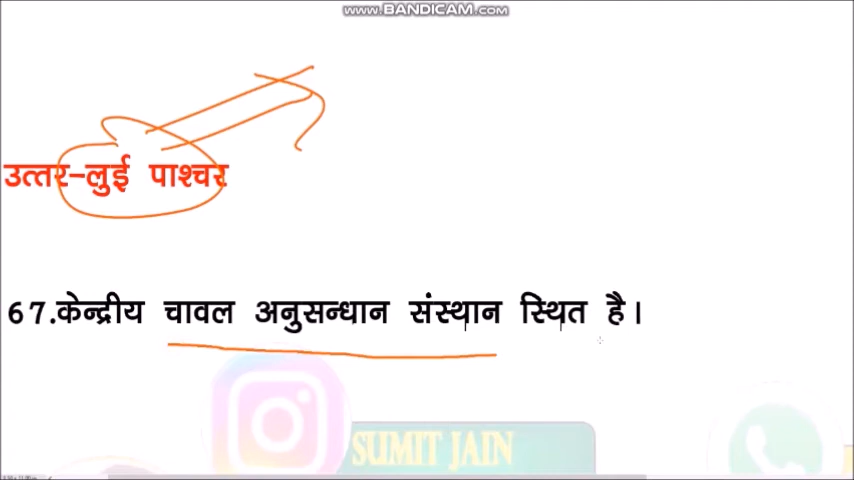 www.BANDICAM.com
उत्तर-लुई पाश्चर
67.केन्द्रीय चावल अनुसन्धान संस्थान स्थित है।
SUMIT JAIN